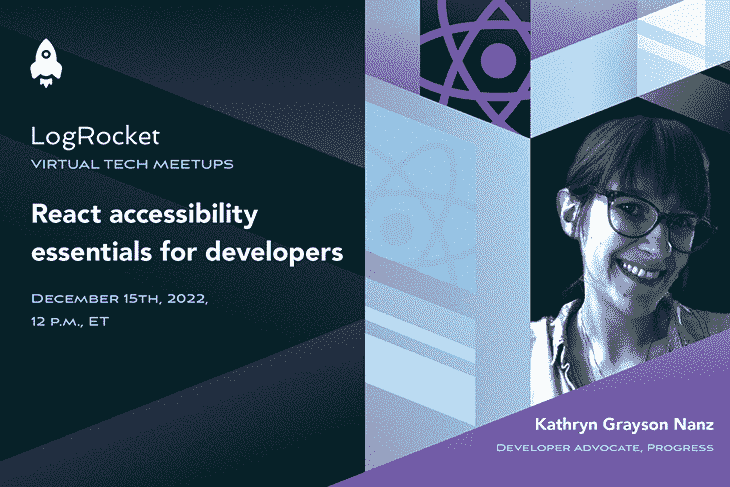 LogRocket
VIRTUAL TECH MEETUPS
React accessibility
essentials for developers
DECEMBER 15TH, 2022,
12 P.M., ET
Kathryn Grayson Nanz
DEVELOPER ADVOCATE, PROGRESS